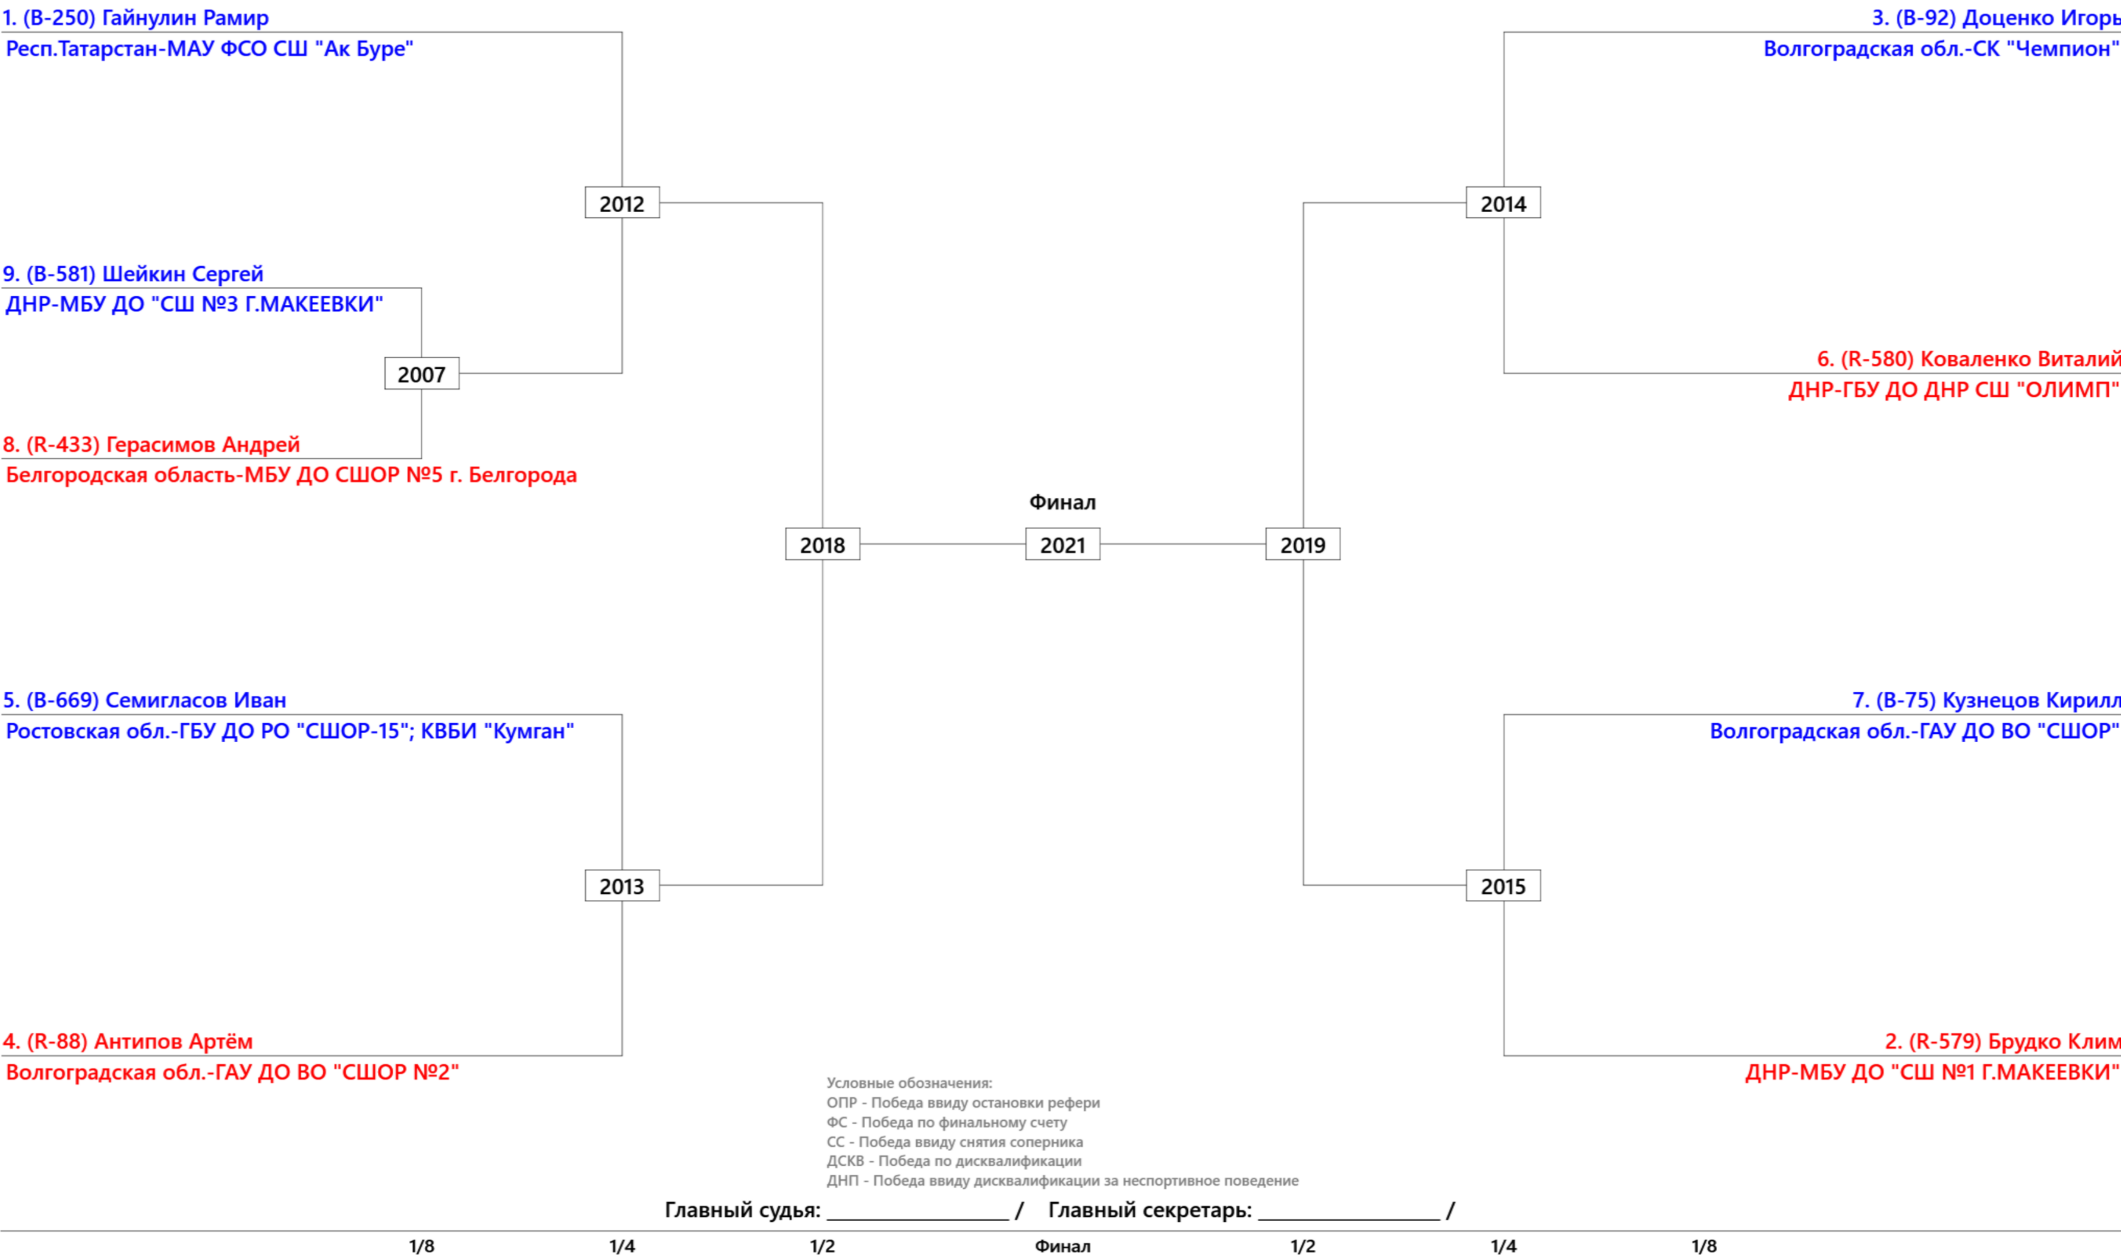 1. (B-250) Гайнулин Рамир
Респ.Татарстан-МАУ ФСО СШ "Ак Буре"
3. (B-92) Доценко Игорь
Волгоградская обл.-СК "Чемпион"
2012
2014
9. (B-581) Шейкин Сергей
ДНР-МБУ ДО "СШ №3 Г.МАКЕЕВКИ"
2007
6. (R-580) Коваленко Виталий
ДНР-ГБУ ДО ДНР СШ "ОЛИМП"
8. (R-433) Герасимов Андрей
Белгородская область-МБУ ДО СШОР №5 г. Белгорода
Финал
2018
2021
2019
5. (B-669) Семигласов Иван
Ростовская обл.-ГБУ ДО РО "СШОР-15"; КВБИ "Кумган"
7. (B-75) Кузнецов Кирилл
Волгоградская обл.-ГАУ ДО ВО "СШОР"
2013
2015
4. (R-88) Антипов Артём
Волгоградская обл.-ГАУ ДО ВО "СШОР №2"
2. (R-579) Брудко Клим
ДНР-МБУ ДО "СШ №1 Г.МАКЕЕВКИ"
Условные обозначения:
ОПР - Победа ввиду остановки рефери
ФС - Победа по финальному счету
СС - Победа ввиду снятия соперника
ДСКВ - Победа по дисквалификации
ДНП - Победа ввиду дисквалификации за неспортивное поведение
Главный судья: _________________ / Главный секретарь: _________________ /
1/8 1/4 1/2 Финал 1/2 1/4 1/8